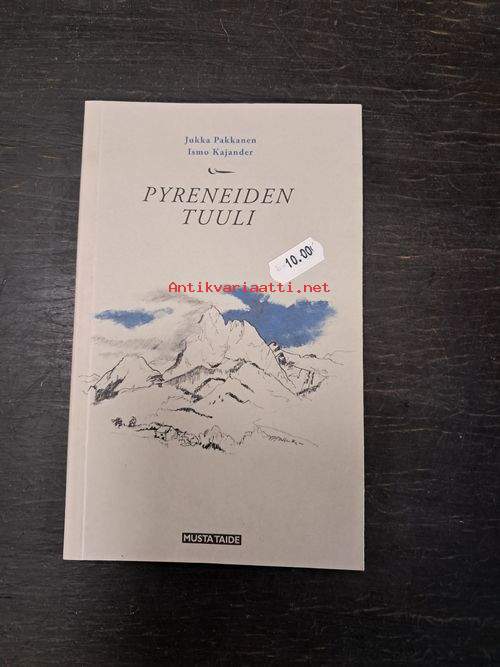 Jukka Pakkanen
Ismo Kajander
PYRENEIDEN
TUULI
10.00
Antikvariaatti.net
MUSTA TAIDE